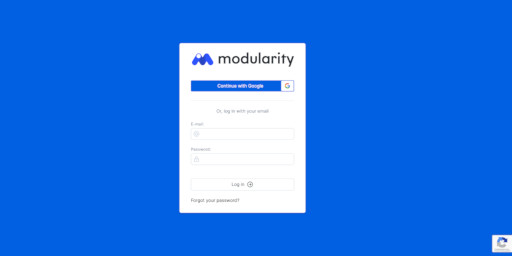 modularity
Continue with Google
Or, log in with your email
E-mail
Password
Log in
Forgot your password?